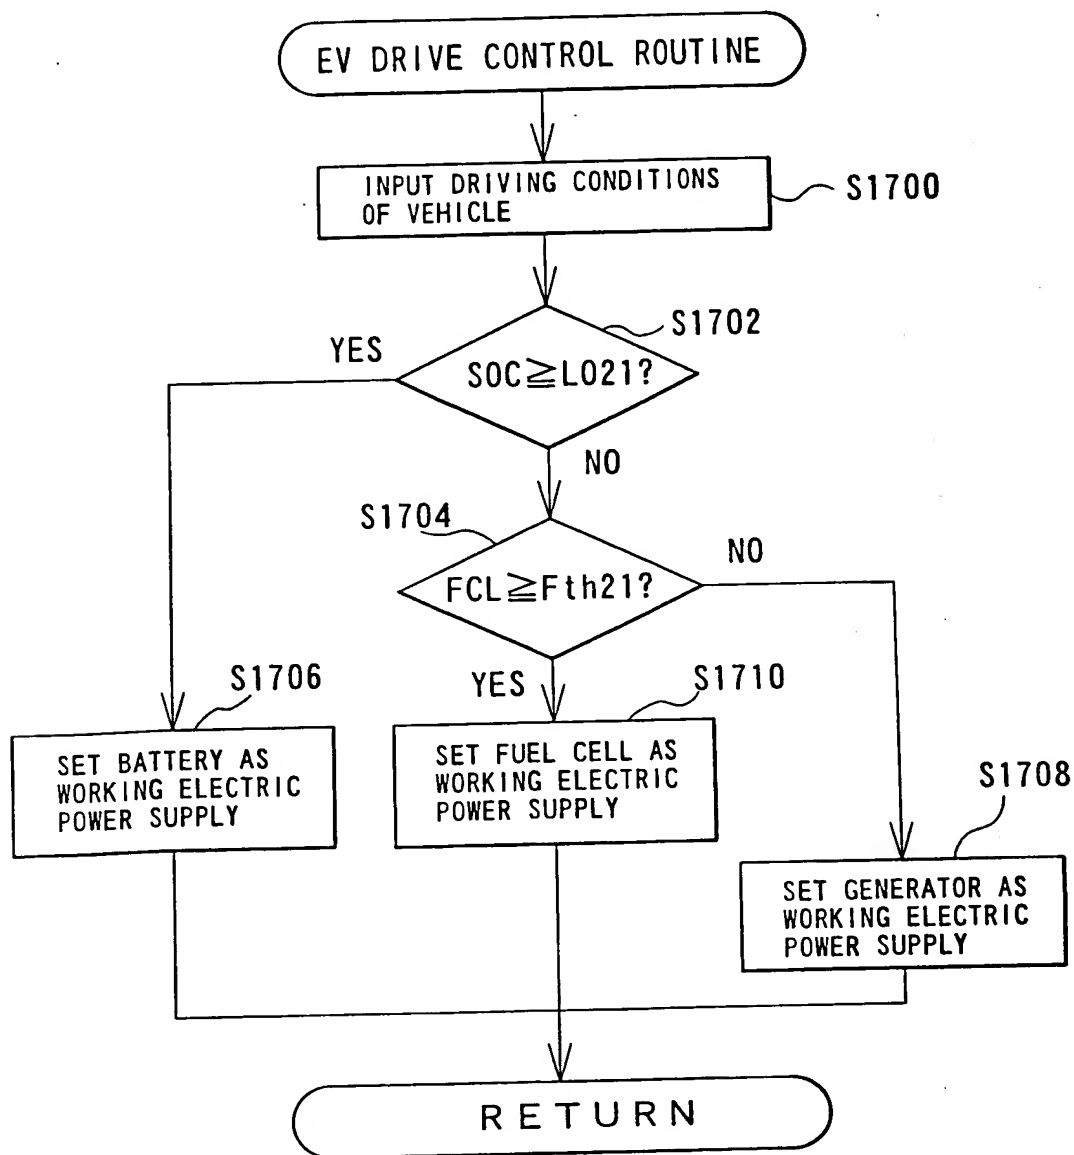 EV DRIVE CONTROL ROUTINE
INPUT DRIVING CONDITIONS
OF VEHICLE
S1700
S1702
YES
SOC≧LO21?
NO
S1704
NO
FCL≧Fth21?
S1706
YES
S1710
SET BATTERY AS
WORKING ELECTRIC
POWER SUPPLY
SET FUEL CELL AS
WORKING ELECTRIC
POWER SUPPLY
S1708
SET GENERATOR AS
WORKING ELECTRIC
POWER SUPPLY
RETURN